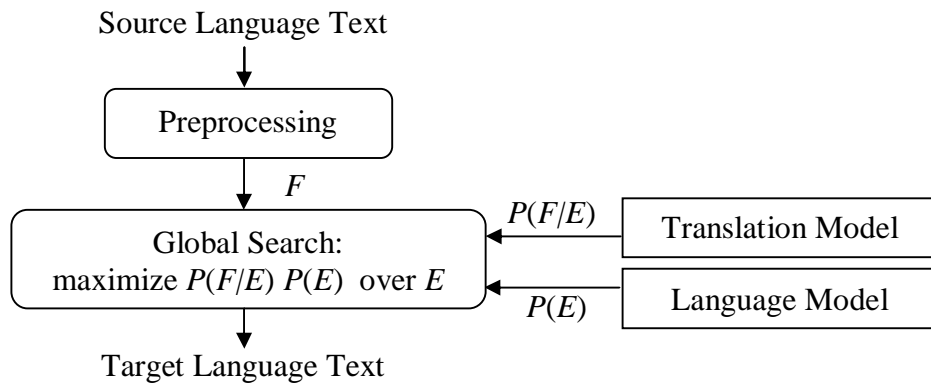 Source Language Text
Preprocessing
F
P(F/E)
Translation Model
Global Search:
maximize P(F/E) P(E) over E
P(E)
Language Model
Target Language Text